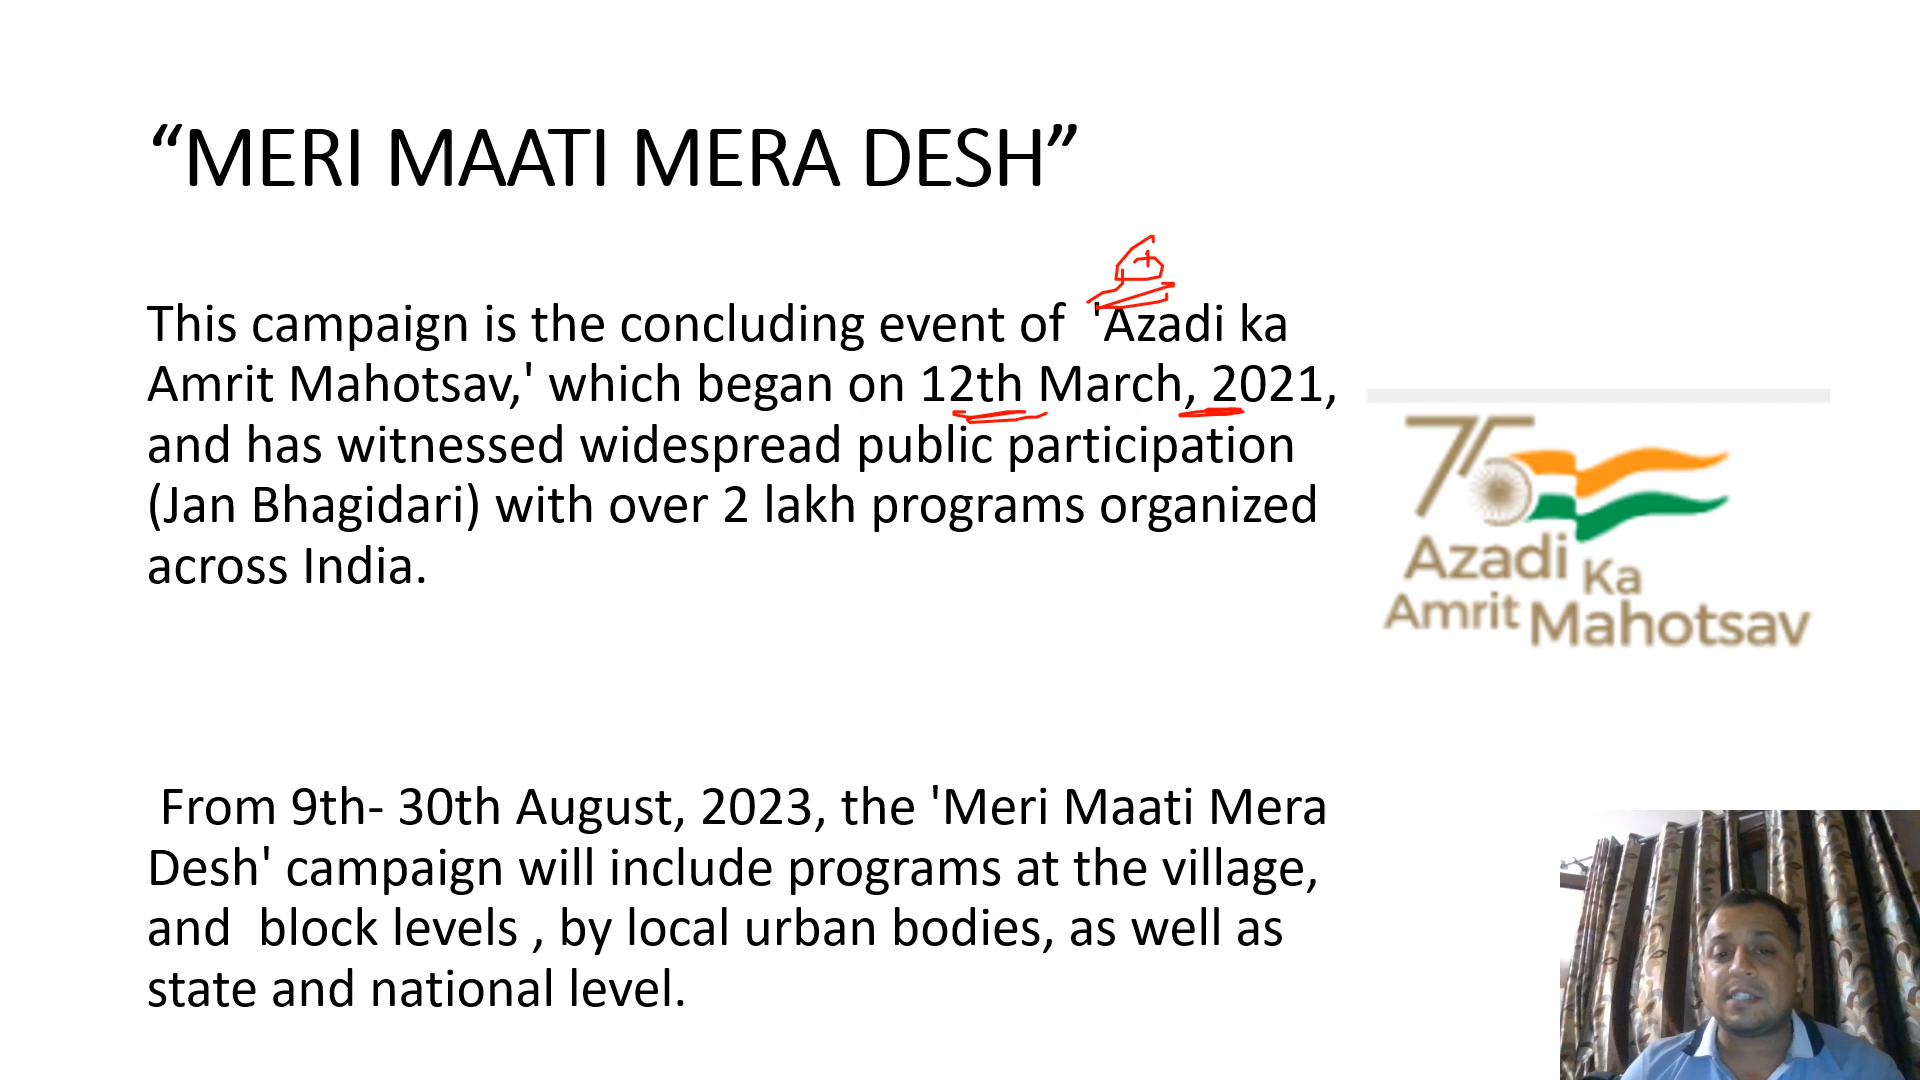 “MERI MAATI MERA DESH”
This campaign is the concluding event of 'Azadi ka
Amrit Mahotsav,' which began on 12th March, 2021,
and has witnessed widespread public participation
(Jan Bhagidari) with over 2 lakh programs organized
across India.
75
Azadi Ka
Amrit Mahotsav
From 9th- 30th August, 2023, the 'Meri Maati Mera
Desh' campaign will include programs at the village,
and block levels , by local urban bodies, as well as
state and national level.